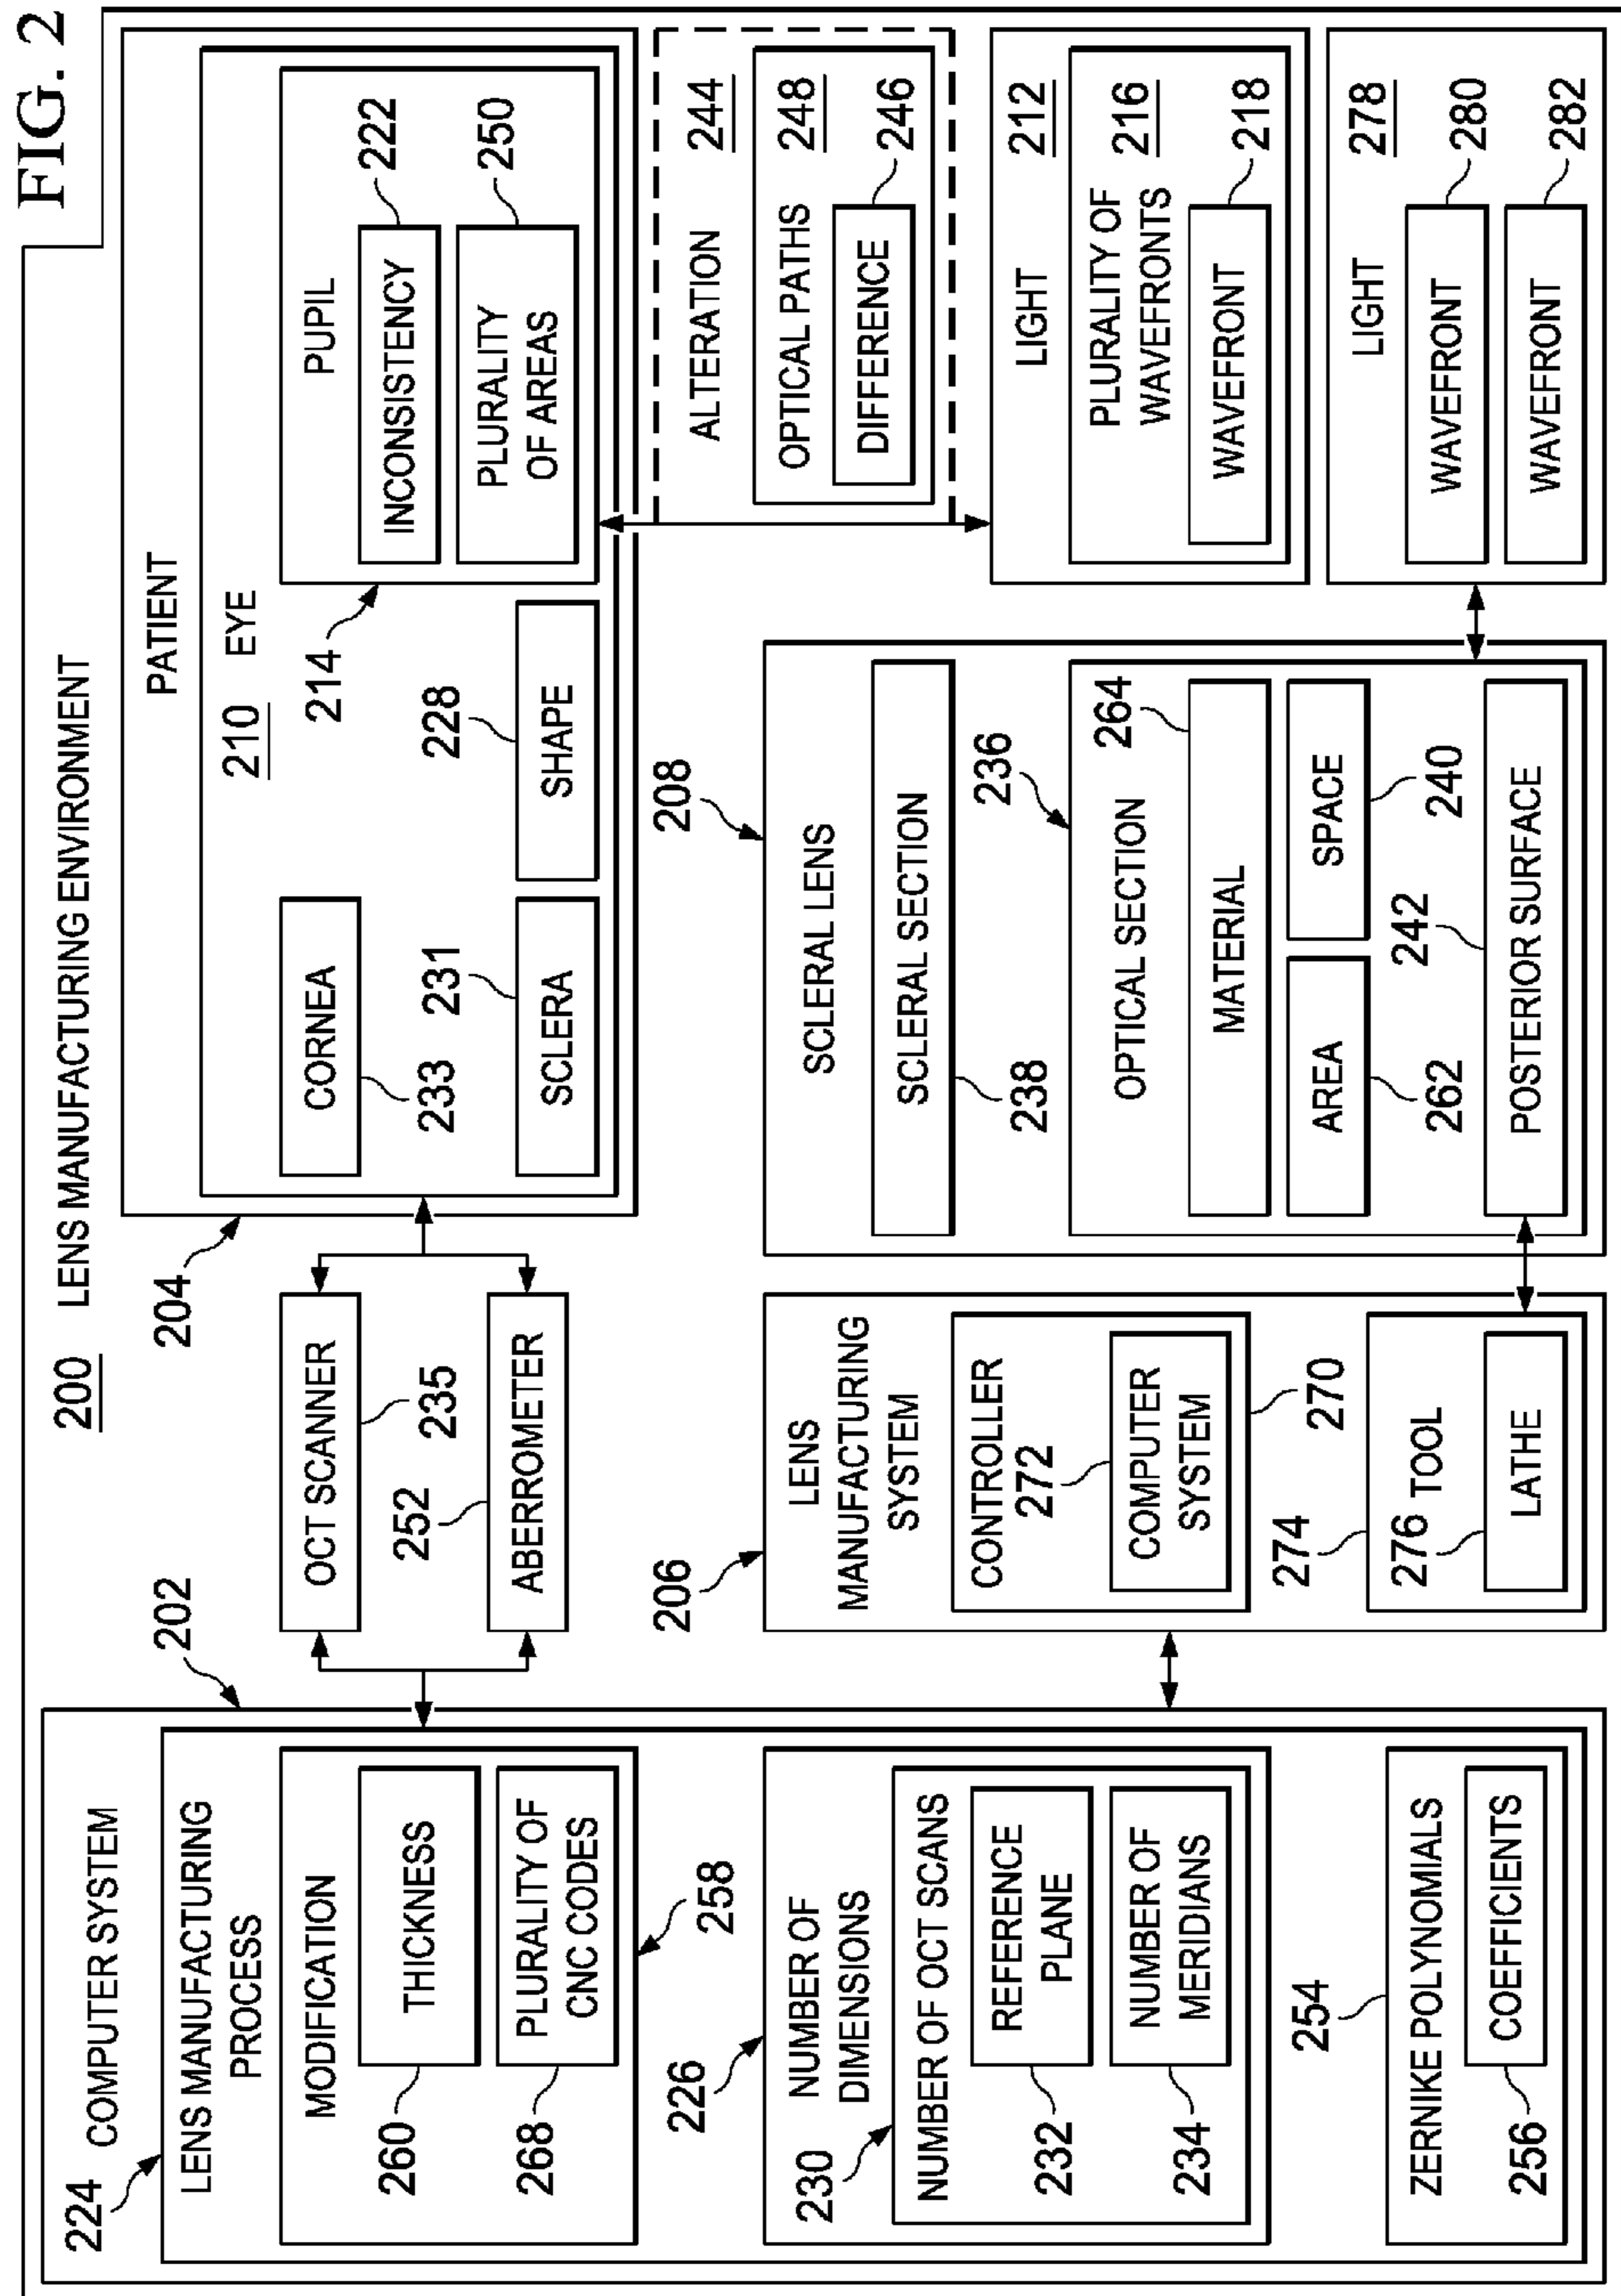 FIG. 2
200
LENS MANUFACTURING ENVIRONMENT
224
COMPUTER SYSTEM
202
LENS MANUFACTURING
PROCESS
MODIFICATION
260
THICKNESS
268
PLURALITY OF
CNC CODES
258
226
NUMBER OF
DIMENSIONS
230
NUMBER OF OCT SCANS
232
REFERENCE
PLANE
234
NUMBER OF
MERIDIANS
254
ZERNIKE POLYNOMIALS
256
COEFFICIENTS
OCT SCANNER
235
252
ABERROMETER
204
PATIENT
210
EYE
CORNEA
233
231
SCLERA
228
SHAPE
214
PUPIL
INCONSISTENCY
222
PLURALITY
OF AREAS
250
206
LENS
MANUFACTURING
SYSTEM
CONTROLLER
272
COMPUTER
SYSTEM
270
274
276
TOOL
LATHE
208
SCLERAL LENS
SCLERAL SECTION
238
236
OPTICAL SECTION
264
MATERIAL
AREA
262
SPACE
240
242
POSTERIOR SURFACE
ALTERATION
244
OPTICAL PATHS
248
DIFFERENCE
246
LIGHT
212
PLURALITY OF
WAVEFRONTS
216
WAVEFRONT
218
LIGHT
278
WAVEFRONT
280
WAVEFRONT
282